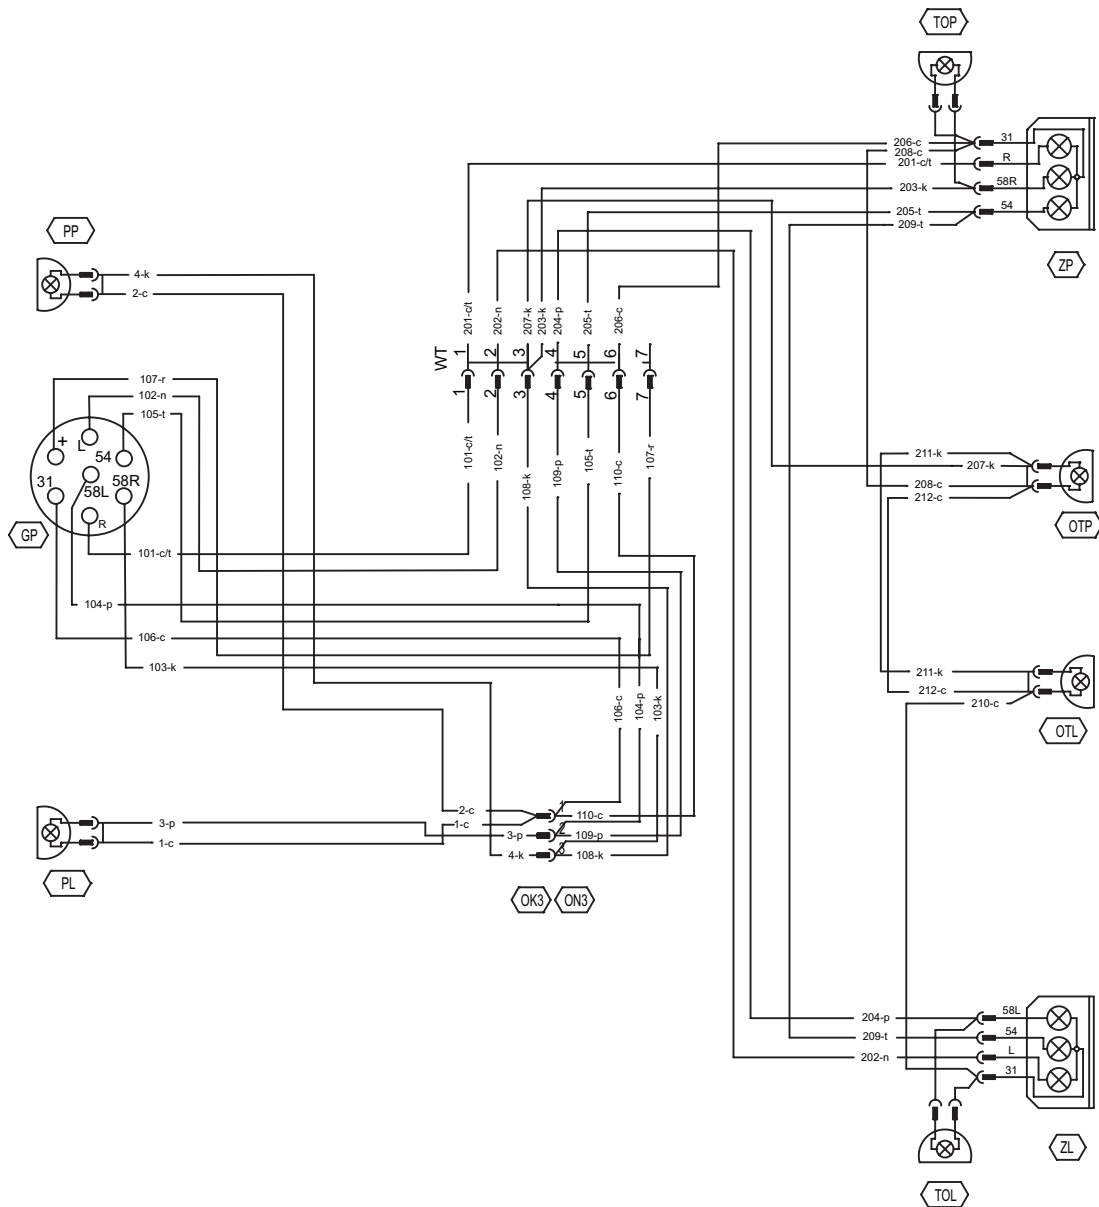 TOP
206-c
31
208-c
201-c/t
R
203-k
58R
205-t
54
209-t
ZP
PP
4-k
2-c
201-c/t
202-n
207-k
203-k
204-p
205-t
206-c
WT
1 2 3 4 5 6 7
1 2 3 4 5 6 7
107-r
102-n
105-t
+
L
54
31
58L
58R
R
GP
101-c/t
102-n
108-k
109-p
105-t
110-c
107-r
101-c/t
104-p
106-c
103-k
211-k
207-k
208-c
212-c
OTP
211-k
212-c
210-c
OTL
106-c
104-p
103-k
2-c
1
110-c
1-c
3-p
2
109-p
4-k
3
108-k
3-p
1-c
PL
OK3
ON3
204-p
58L
209-t
54
202-n
L
31
ZL
TOL